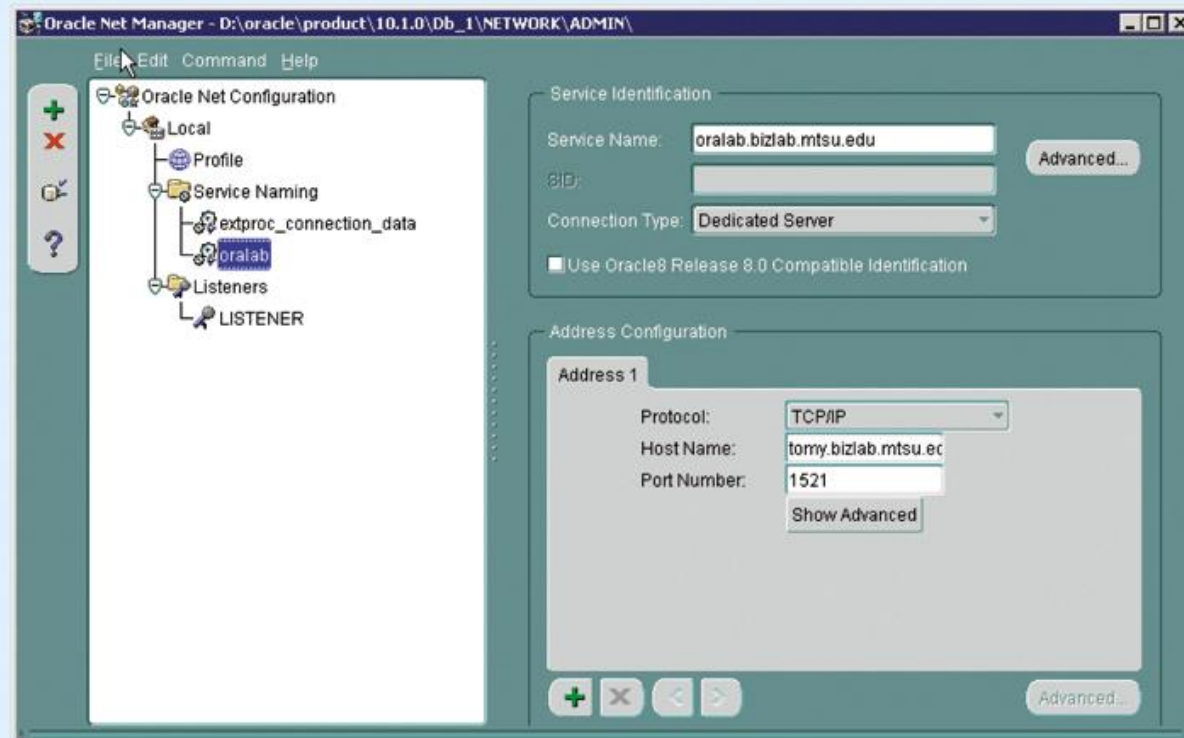 Oracle Net Manager - D:\oracle\product\10.1.0\Db_1\NETWORK\ADMIN\
File Edit Command Help
Oracle Net Configuration
Local
Profile
Service Naming
extproc_connection_data
oralab
Listeners
LISTENER
Service Identification
Service Name: oralab.bizlab.mtsu.edu
Advanced...
SID:
Connection Type: Dedicated Server
Use Oracle8 Release 8.0 Compatible Identification
Address Configuration
Address 1
Protocol: TCP/IP
Host Name: tomy.bizlab.mtsu.ec
Port Number: 1521
Show Advanced
Advanced...